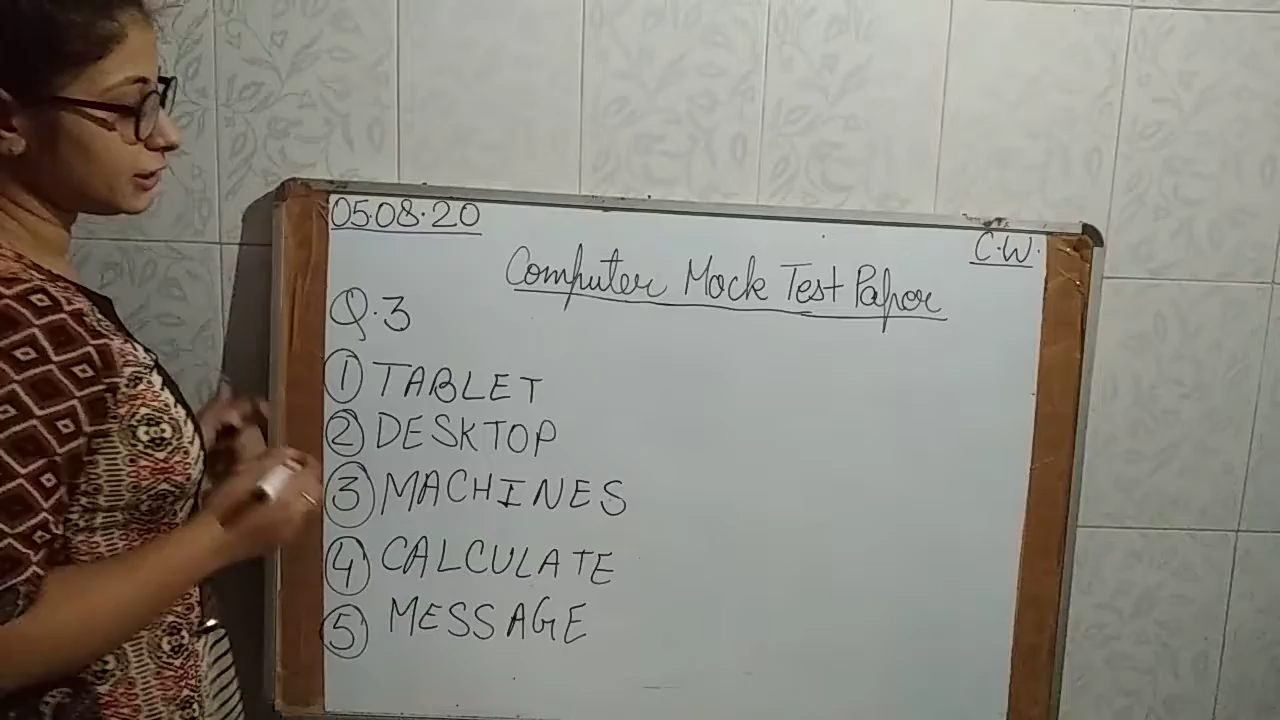 05.08.20
C.W.
Computer Mock Test Paper
Q.3
① TABLET
② DESKTOP
③ MACHINES
④ CALCULATE
⑤ MESSAGE